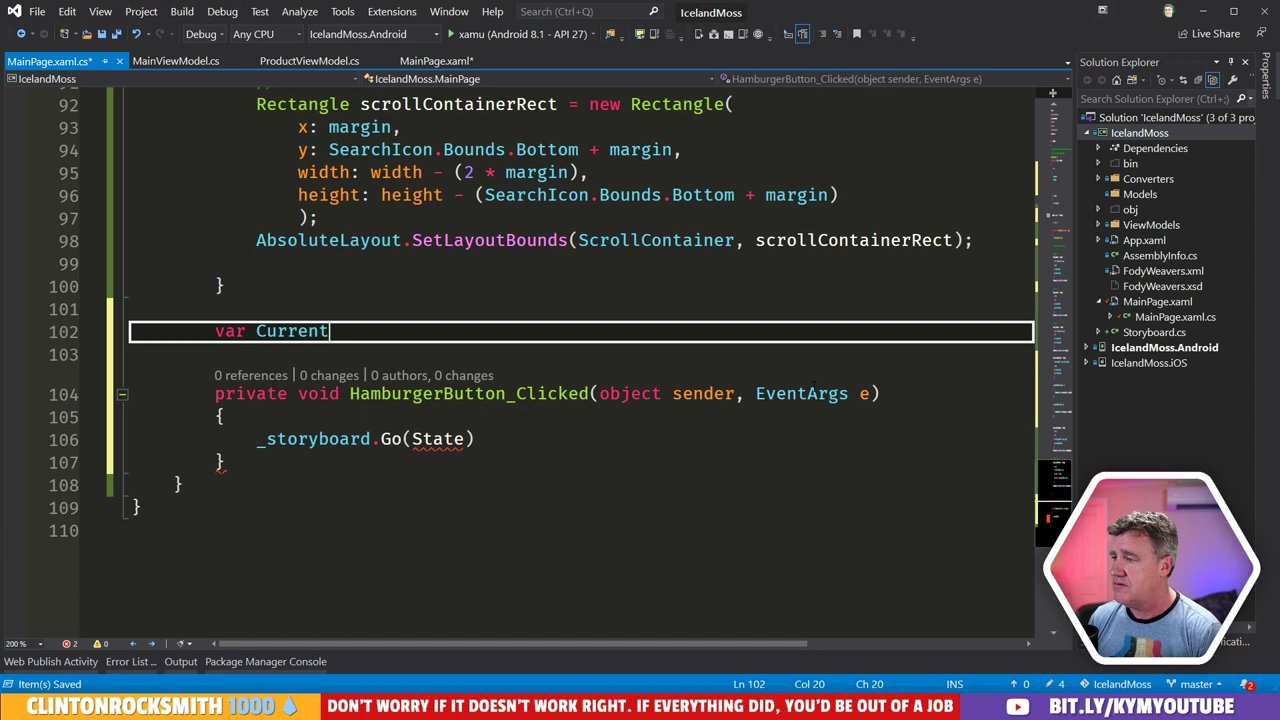 File Edit View Project Build Debug Test Analyze Tools Extensions Window Help Search (Ctrl+Q) IcelandMoss
Debug Any CPU IcelandMoss.Android xamu (Android 8.1 - API 27) Live Share
MainPage.xaml.cs* MainViewModel.cs ProductViewModel.cs MainPage.xaml*
IcelandMoss IcelandMoss.MainPage HamburgerButton_Clicked(object sender, EventArgs e)
92 Rectangle scrollContainerRect = new Rectangle(
93 x: margin,
94 y: SearchIcon.Bounds.Bottom + margin,
95 width: width - (2 * margin),
96 height: height - (SearchIcon.Bounds.Bottom + margin)
97 );
98 AbsoluteLayout.SetLayoutBounds(ScrollContainer, scrollContainerRect);
99
100 }
101
102 var Current
103
0 references | 0 changes | 0 authors, 0 changes
104 private void HamburgerButton_Clicked(object sender, EventArgs e)
105 {
106 _storyboard.Go(State)
107 }
108 }
109 }
110
Solution Explorer
Search Solution Explorer (Ctrl+;)
Solution 'IcelandMoss' (3 of 3 pro
IcelandMoss
Dependencies
bin
Converters
Models
obj
ViewModels
App.xaml
AssemblyInfo.cs
FodyWeavers.xml
FodyWeavers.xsd
MainPage.xaml
MainPage.xaml.cs
Storyboard.cs
IcelandMoss.Android
IcelandMoss.iOS
Properties
200 % 2 0
Web Publish Activity Error List ... Output Package Manager Console
Item(s) Saved Ln 102 Col 20 Ch 20 INS 0 4 IcelandMoss master 2
CLINTONROCKSMITH 1000 DON'T WORRY IF IT DOESN'T WORK RIGHT. IF EVERYTHING DID, YOU'D BE OUT OF A JOB BIT.LY/KYMYOUTUBE